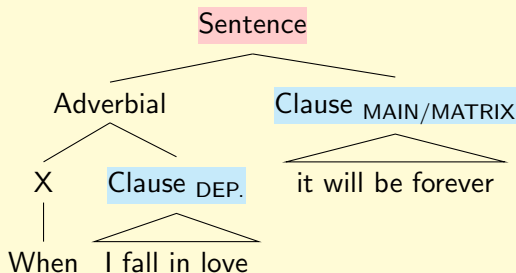 Sentence
Adverbial Clause MAIN/MATRIX
X Clause DEP. it will be forever
When I fall in love